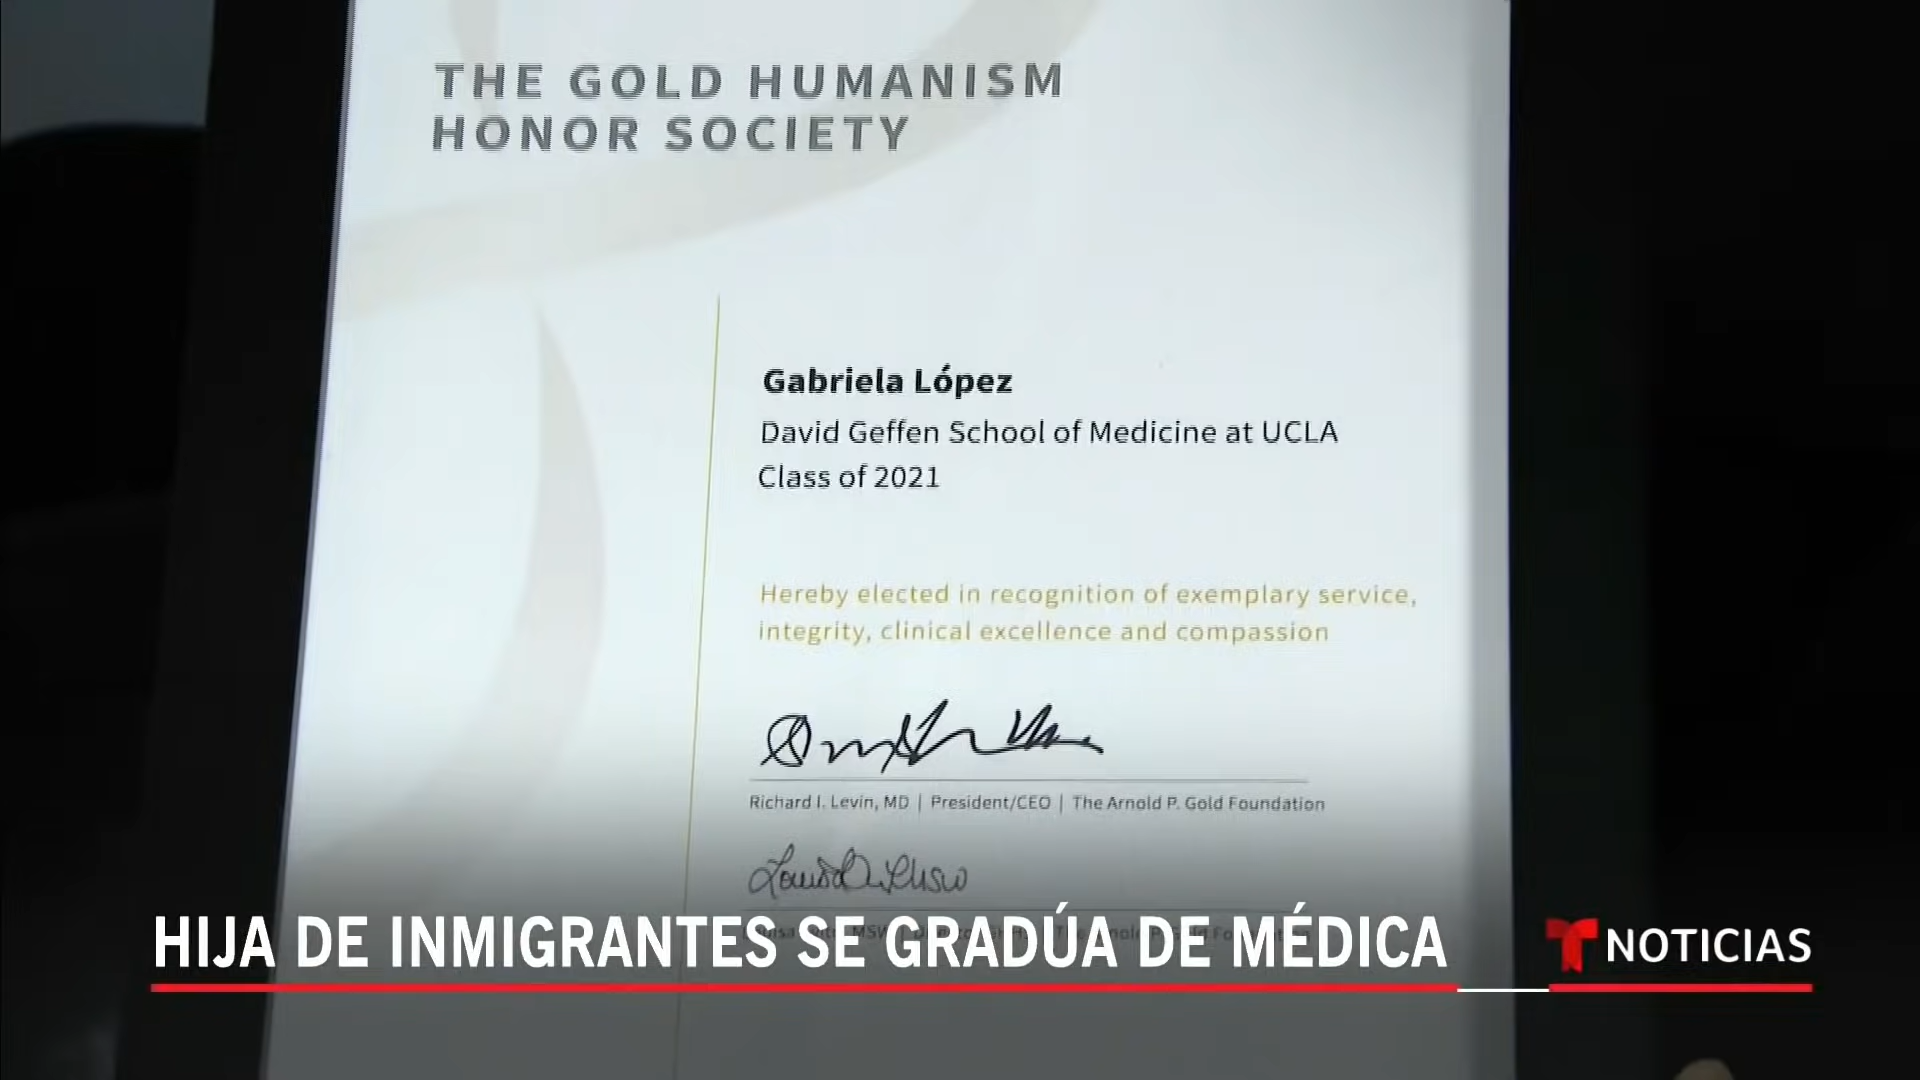 THE GOLD HUMANISM
HONOR SOCIETY
Gabriela López
David Geffen School of Medicine at UCLA
Class of 2021
Hereby elected in recognition of exemplary service,
integrity, clinical excellence and compassion
Richard I. Levin, MD | President/CEO | The Arnold P. Gold Foundation
HIJA DE INMIGRANTES SE GRADÚA DE MÉDICA
NOTICIAS